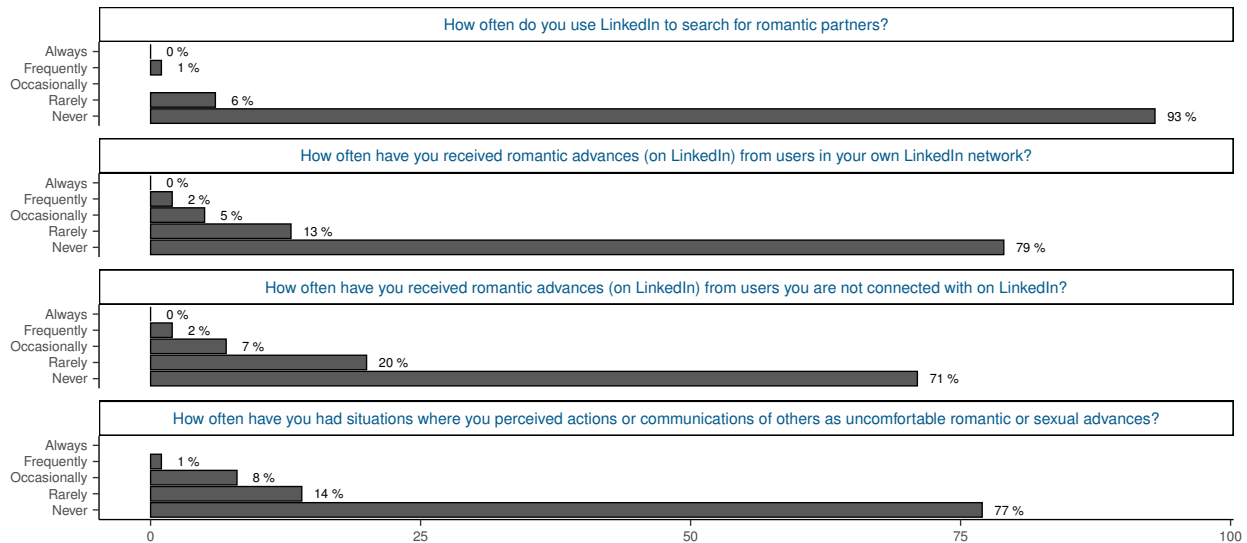 How often do you use LinkedIn to search for romantic partners?
Always 0 %
Frequently 1 %
Occasionally
Rarely 6 %
Never 93 %
How often have you received romantic advances (on LinkedIn) from users in your own LinkedIn network?
Always 0 %
Frequently 2 %
Occasionally 5 %
Rarely 13 %
Never 79 %
How often have you received romantic advances (on LinkedIn) from users you are not connected with on LinkedIn?
Always 0 %
Frequently 2 %
Occasionally 7 %
Rarely 20 %
Never 71 %
How often have you had situations where you perceived actions or communications of others as uncomfortable romantic or sexual advances?
Always
Frequently 1 %
Occasionally 8 %
Rarely 14 %
Never 77 %
0 25 50 75 100